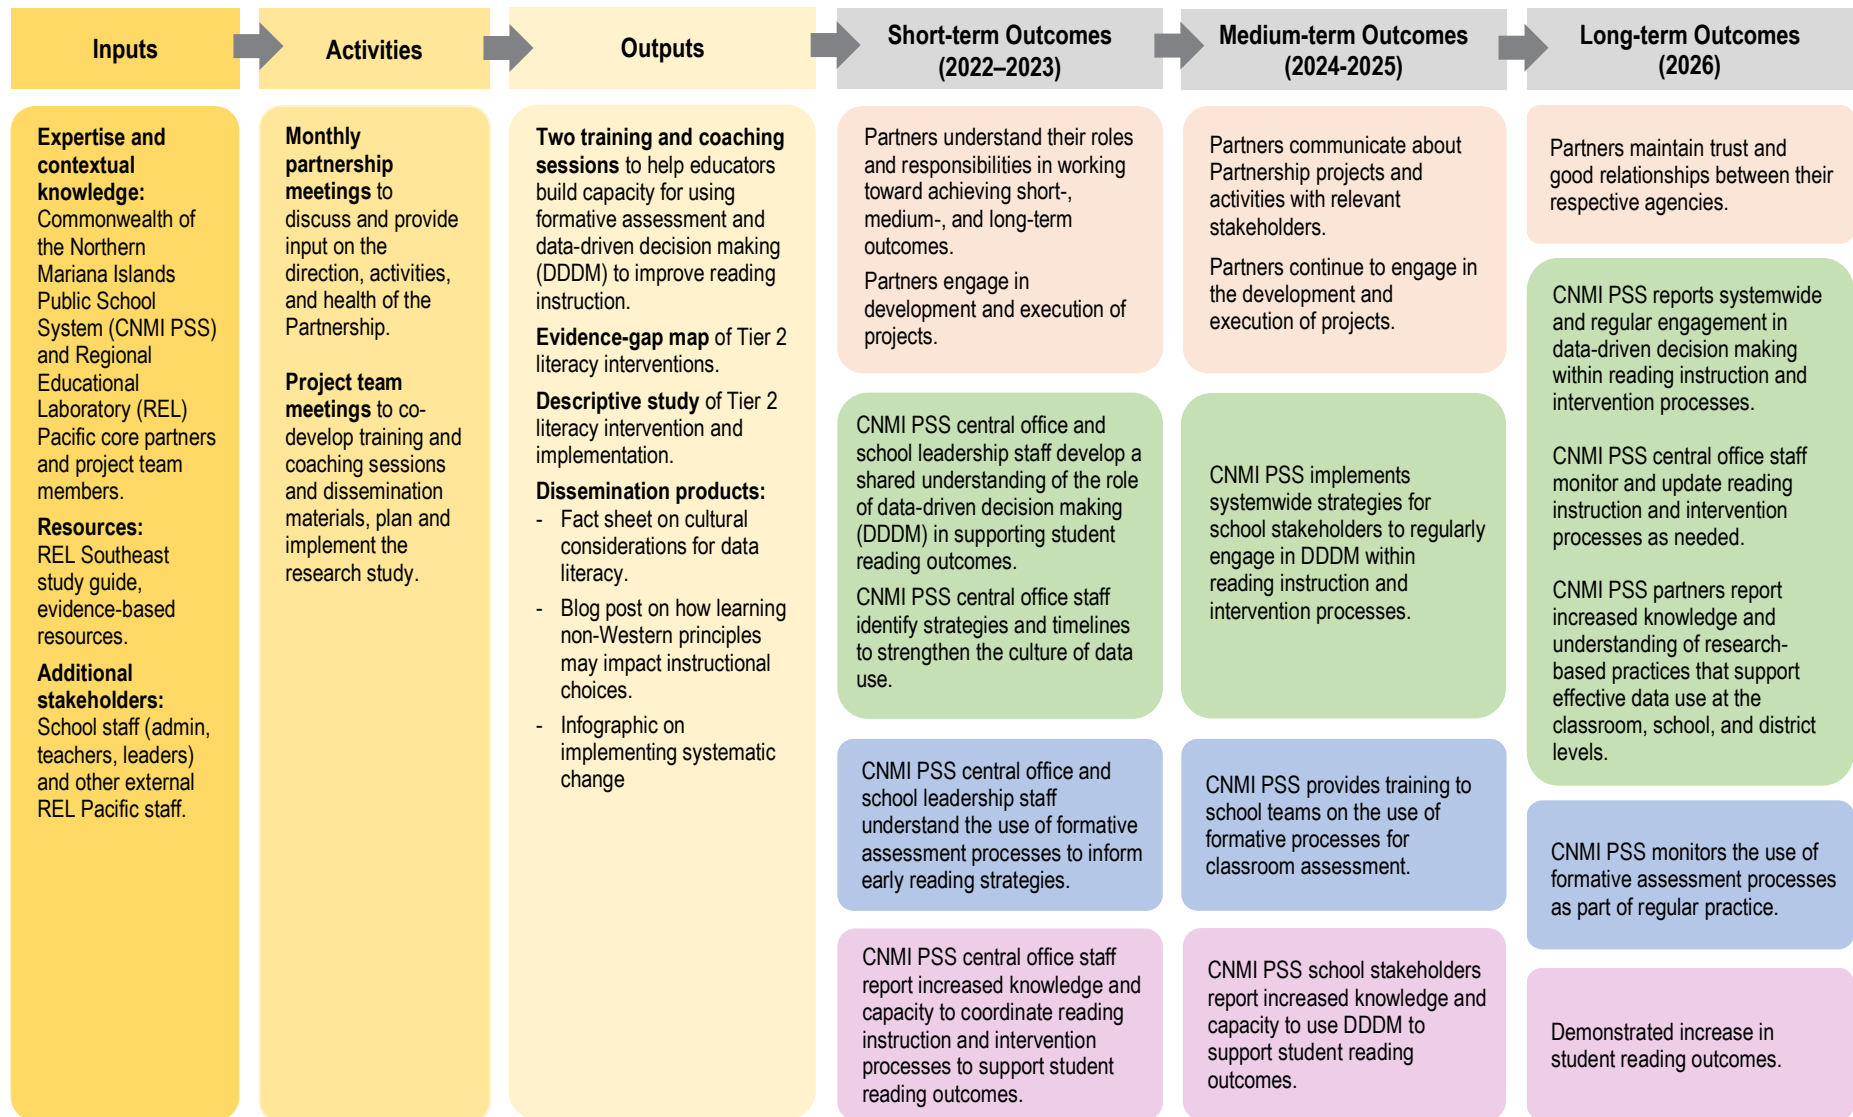 Inputs
Activities
Outputs
Short-term Outcomes
(2022–2023)
Medium-term Outcomes
(2024-2025)
Long-term Outcomes
(2026)
Expertise and
contextual
knowledge:
Commonwealth of
the Northern
Mariana Islands
Public School
System (CNMI PSS)
and Regional
Educational
Laboratory (REL)
Pacific core partners
and project team
members.
Resources:
REL Southeast
study guide,
evidence-based
resources.
Additional
stakeholders:
School staff (admin,
teachers, leaders)
and other external
REL Pacific staff.
Monthly
partnership
meetings to
discuss and provide
input on the
direction, activities,
and health of the
Partnership.
Project team
meetings to co-
develop training and
coaching sessions
and dissemination
materials, plan and
implement the
research study.
Two training and coaching
sessions to help educators
build capacity for using
formative assessment and
data-driven decision making
(DDDM) to improve reading
instruction.
Evidence-gap map of Tier 2
literacy interventions.
Descriptive study of Tier 2
literacy intervention and
implementation.
Dissemination products:
- Fact sheet on cultural
considerations for data
literacy.
- Blog post on how learning
non-Western principles
may impact instructional
choices.
- Infographic on
implementing systematic
change
Partners understand their roles
and responsibilities in working
toward achieving short-,
medium-, and long-term
outcomes.
Partners engage in
development and execution of
projects.
CNMI PSS central office and
school leadership staff develop a
shared understanding of the role
of data-driven decision making
(DDDM) in supporting student
reading outcomes.
CNMI PSS central office staff
identify strategies and timelines
to strengthen the culture of data
use.
CNMI PSS central office and
school leadership staff
understand the use of formative
assessment processes to inform
early reading strategies.
CNMI PSS central office staff
report increased knowledge and
capacity to coordinate reading
instruction and intervention
processes to support student
reading outcomes.
Partners communicate about
Partnership projects and
activities with relevant
stakeholders.
Partners continue to engage in
the development and
execution of projects.
CNMI PSS implements
systemwide strategies for
school stakeholders to regularly
engage in DDDM within
reading instruction and
intervention processes.
CNMI PSS provides training to
school teams on the use of
formative processes for
classroom assessment.
CNMI PSS school stakeholders
report increased knowledge and
capacity to use DDDM to
support student reading
outcomes.
Partners maintain trust and
good relationships between their
respective agencies.
CNMI PSS reports systemwide
and regular engagement in
data-driven decision making
within reading instruction and
intervention processes.
CNMI PSS central office staff
monitor and update reading
instruction and intervention
processes as needed.
CNMI PSS partners report
increased knowledge and
understanding of research-
based practices that support
effective data use at the
classroom, school, and district
levels.
CNMI PSS monitors the use of
formative assessment processes
as part of regular practice.
Demonstrated increase in
student reading outcomes.